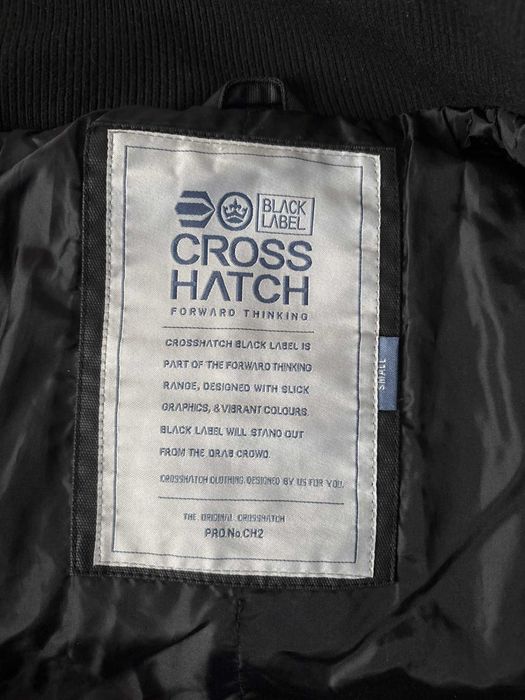 BLACK
LABEL
CROSS
HATCH
FORWARD THINKING
CROSSHATCH BLACK LABEL IS
PART OF THE FORWARD THINKING
RANGE, DESIGNED WITH SLICK
GRAPHICS, & VIBRANT COLOURS.
BLACK LABEL WILL STAND OUT
FROM THE DRAB CROWD.
CROSSHATCH CLOTHING. DESIGNED BY US FOR YOU.
THE ORIGINAL CROSSHATCH
PRO.No.CH2
SMALL